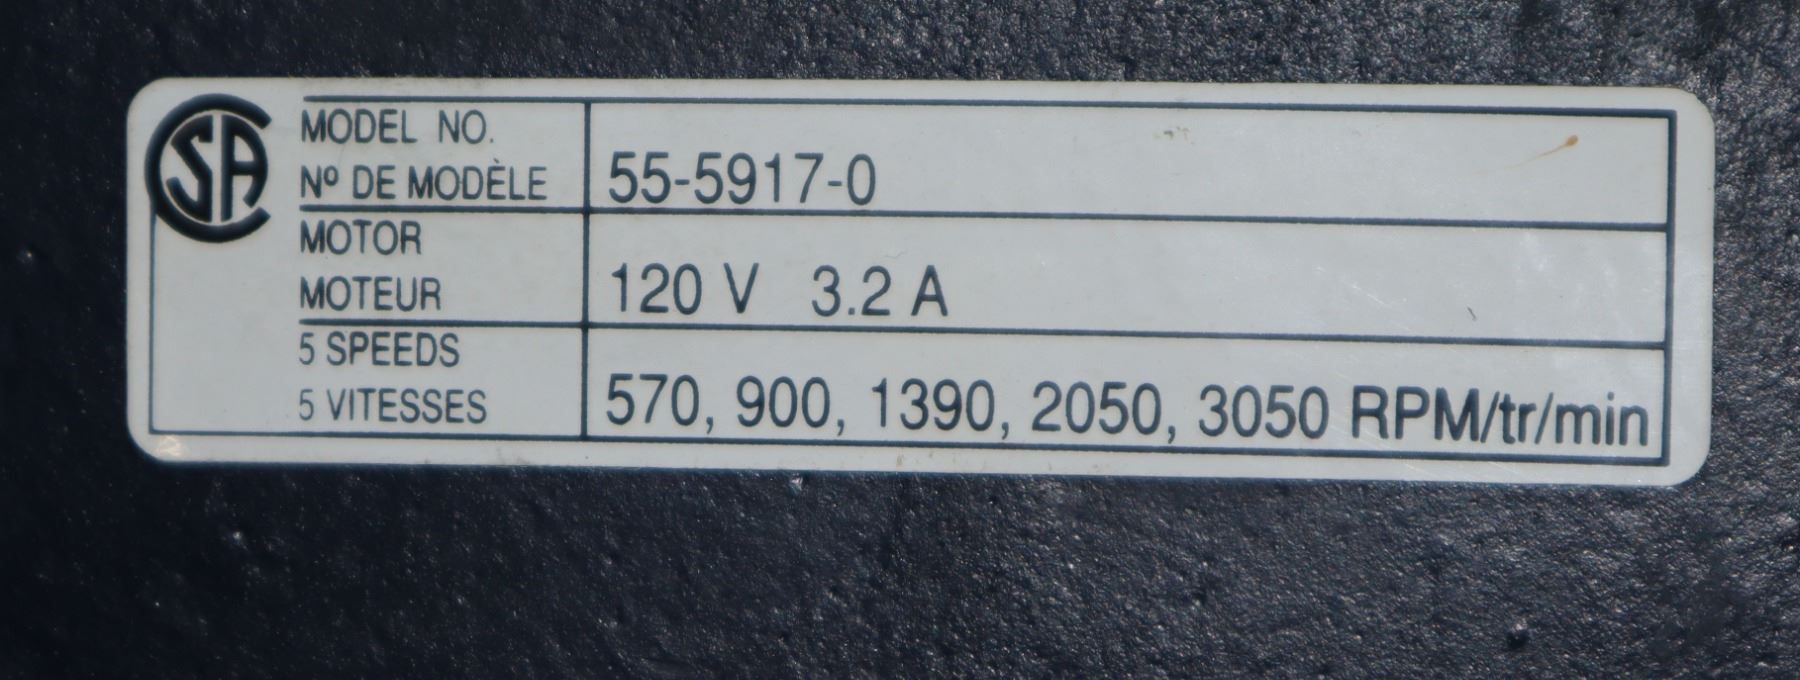 SA
MODEL NO.
Nº DE MODÈLE
55-5917-0
MOTOR
MOTEUR
120 V 3.2 A
5 SPEEDS
5 VITESSES
570, 900, 1390, 2050, 3050 RPM/tr/min